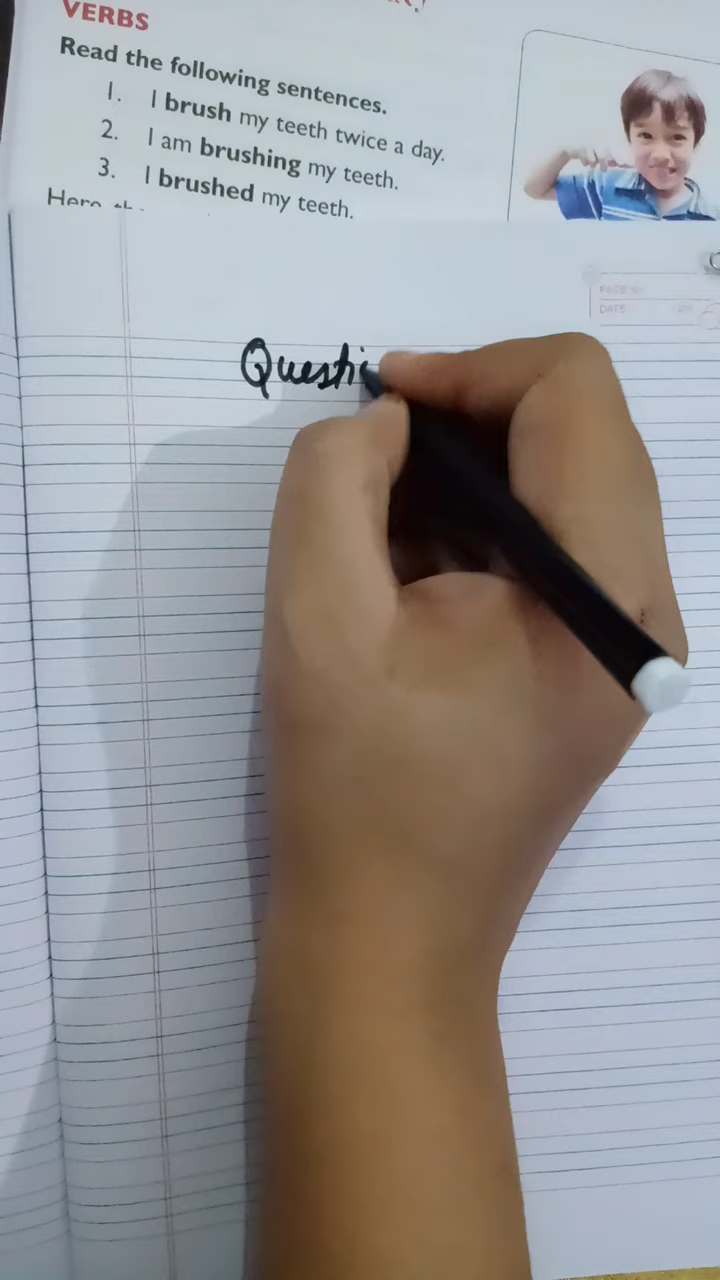 VERBS
Read the following sentences.
1. I brush my teeth twice a day.
2. I am brushing my teeth.
3. I brushed my teeth.
Questi
DATE